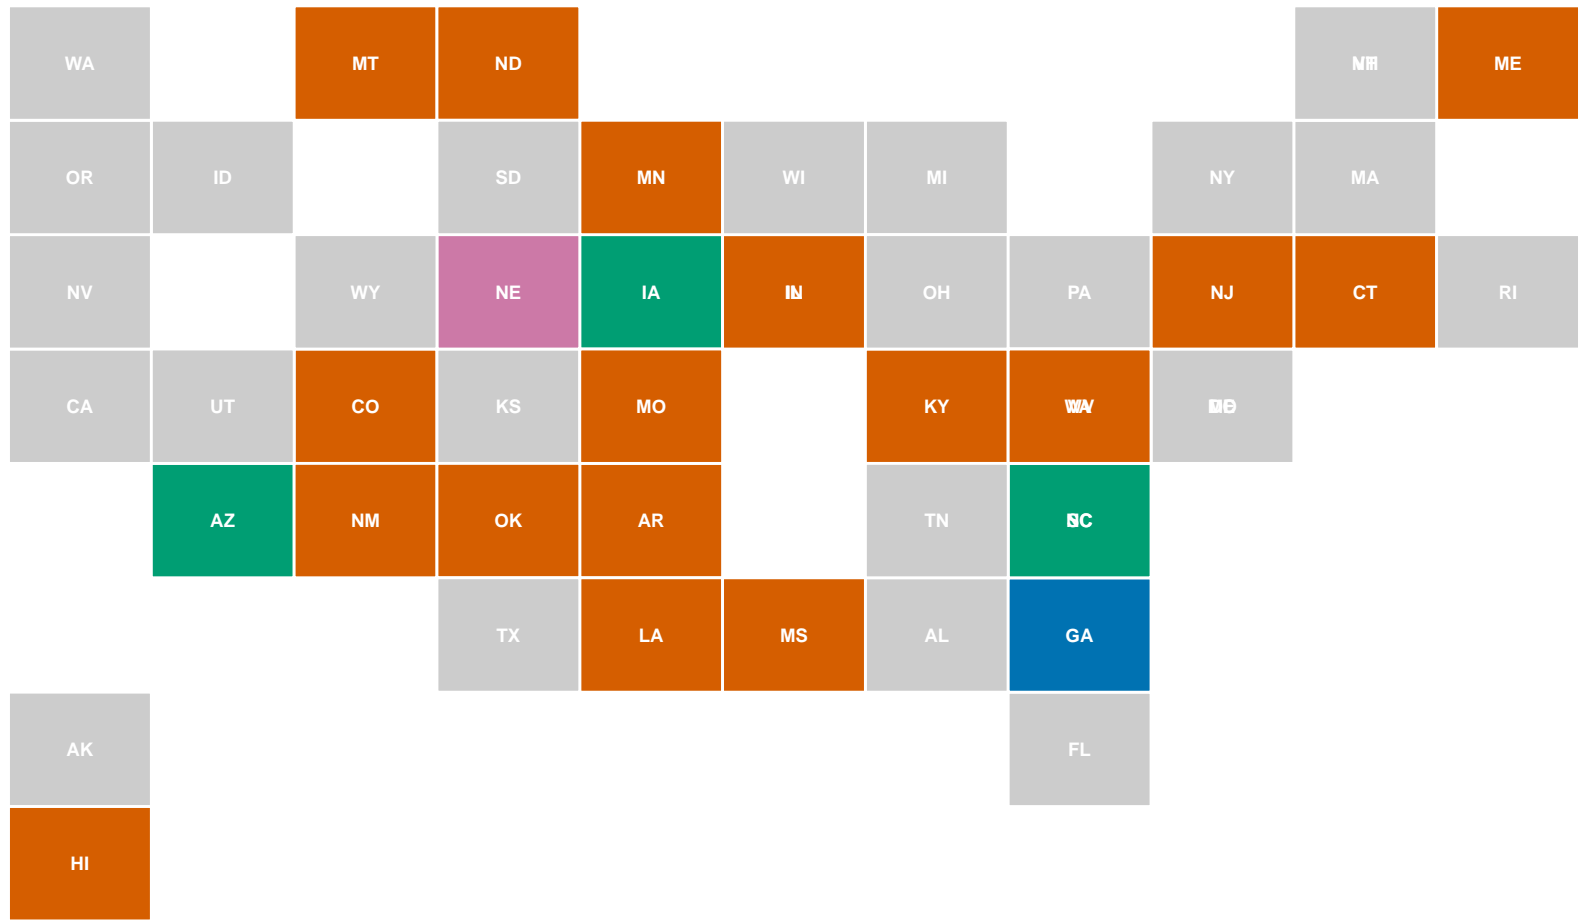 WA MT ND ME
OR ID SD MN WI MI NY MA
NV WY NE IA OH PA NJ CT RI
CA UT CO KS MO KY
AZ NM OK AR TN
TX LA MS AL GA
AK FL
HI